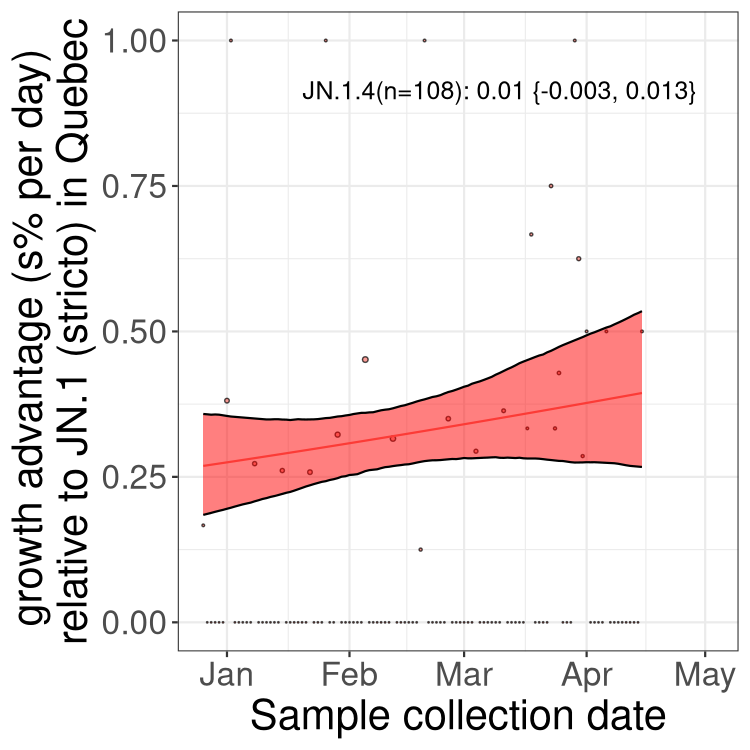 growth advantage (s% per day)
relative to JN.1 (stricto) in Quebec
1.00
0.75
0.50
0.25
0.00
JN.1.4(n=108): 0.01 {-0.003, 0.013}
Jan Feb Mar Apr May
Sample collection date